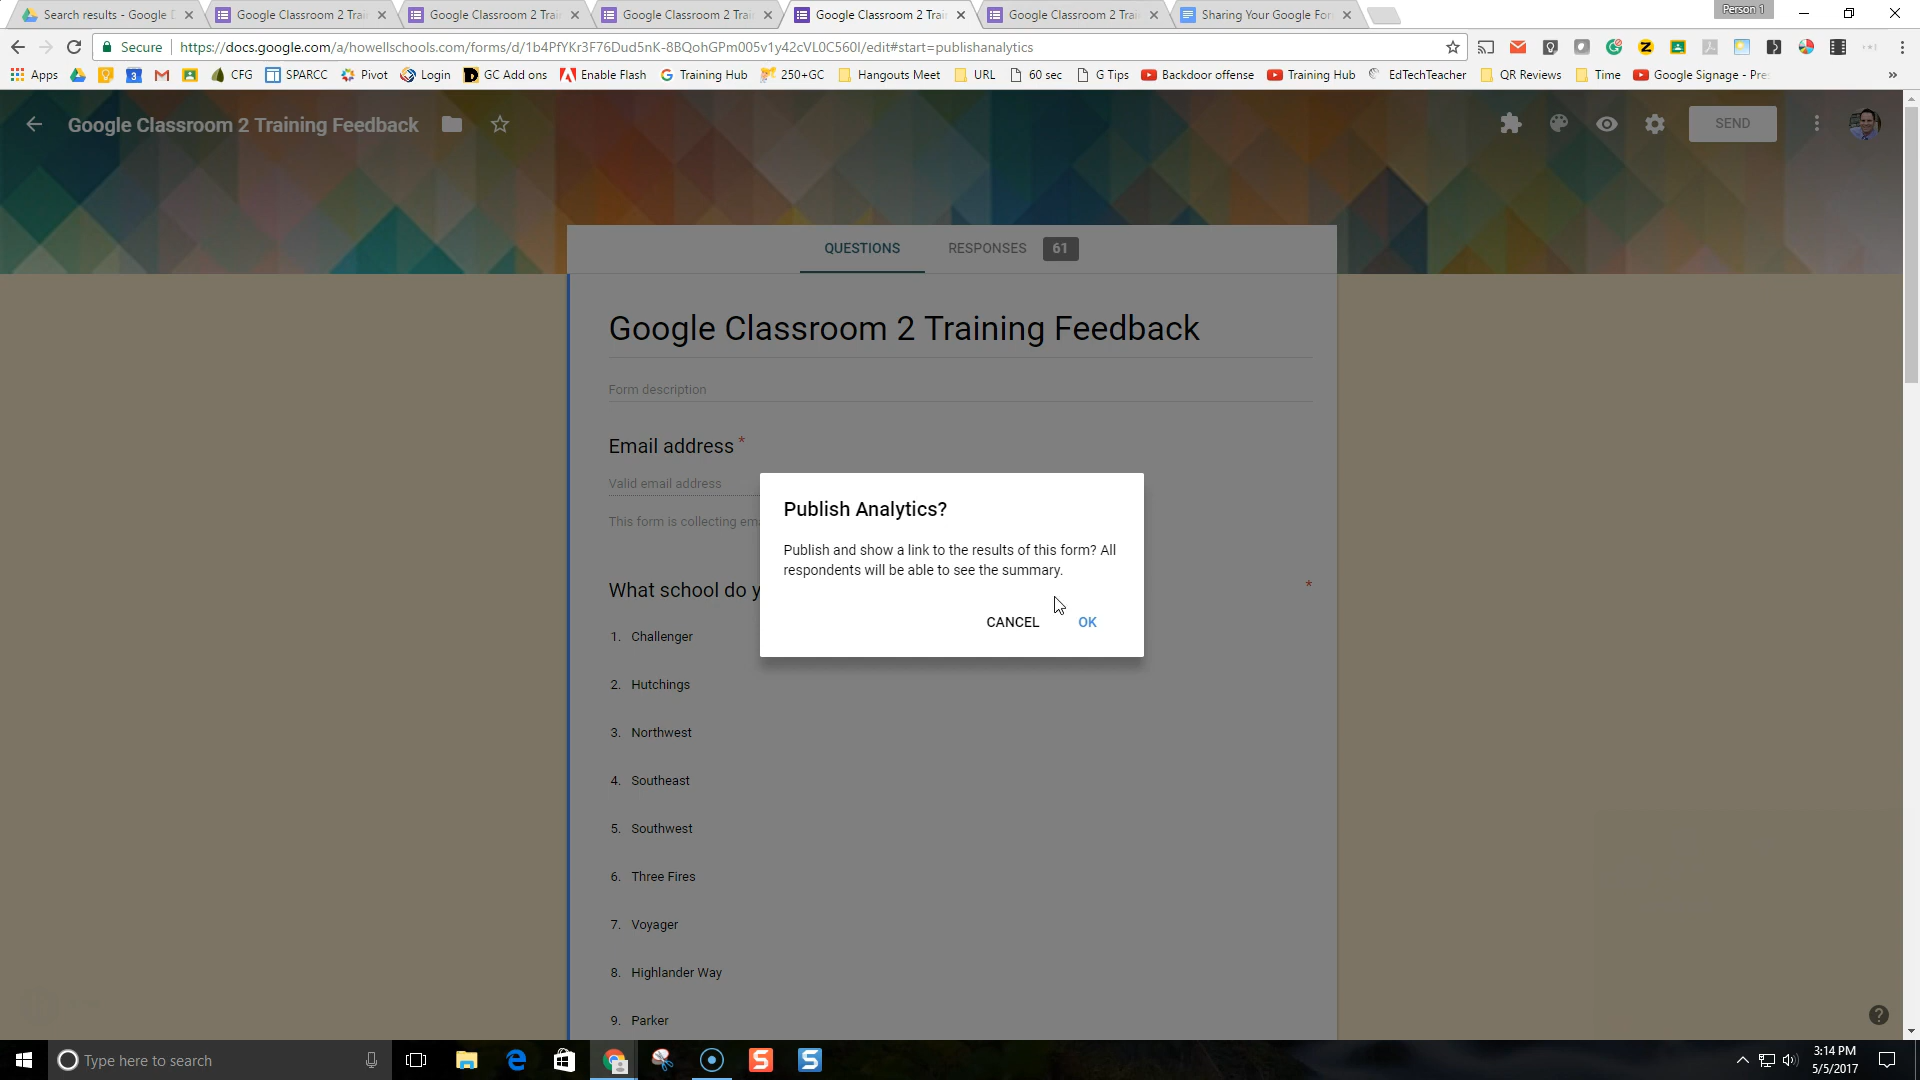 Search results - Google D
Google Classroom 2 Trai
Google Classroom 2 Trai
Google Classroom 2 Trai
Google Classroom 2 Trai
Google Classroom 2 Trai
Sharing Your Google For
Person 1
Secure
https://docs.google.com/a/howellschools.com/forms/d/1b4PfYKr3F76Dud5nK-8BQohGPm005v1y42cVL0C560I/edit#start=publishanalytics
Apps
CFG
SPARCC
Pivot
Login
GC Add ons
Enable Flash
Training Hub
250+GC
Hangouts Meet
URL
60 sec
G Tips
Backdoor offense
Training Hub
EdTechTeacher
QR Reviews
Time
Google Signage - Pre
Google Classroom 2 Training Feedback
SEND
QUESTIONS
RESPONSES 61
Google Classroom 2 Training Feedback
Form description
Email address *
Valid email address
This form is collecting em
What school do y
*
Publish Analytics?
Publish and show a link to the results of this form? All
respondents will be able to see the summary.
CANCEL
OK
1. Challenger
2. Hutchings
3. Northwest
4. Southeast
5. Southwest
6. Three Fires
7. Voyager
8. Highlander Way
9. Parker
Type here to search
3:14 PM
5/5/2017